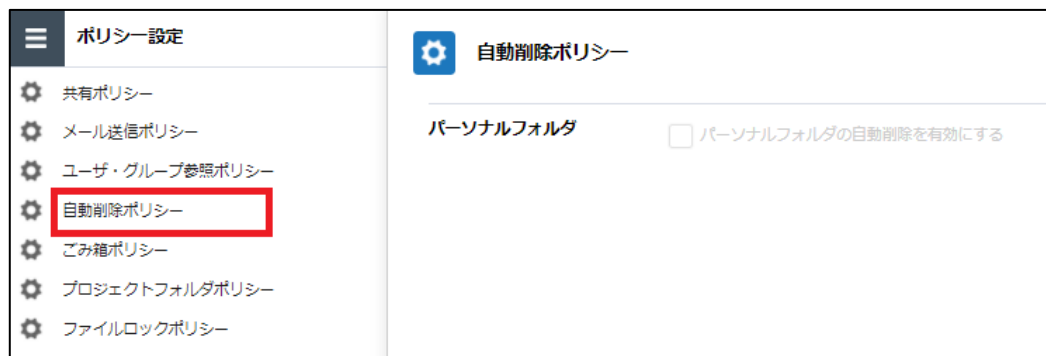 ポリシー設定
共有ポリシー
メール送信ポリシー
ユーザ・グループ参照ポリシー
自動削除ポリシー
ごみ箱ポリシー
プロジェクトフォルダポリシー
ファイルロックポリシー
自動削除ポリシー
パーソナルフォルダ
パーソナルフォルダの自動削除を有効にする